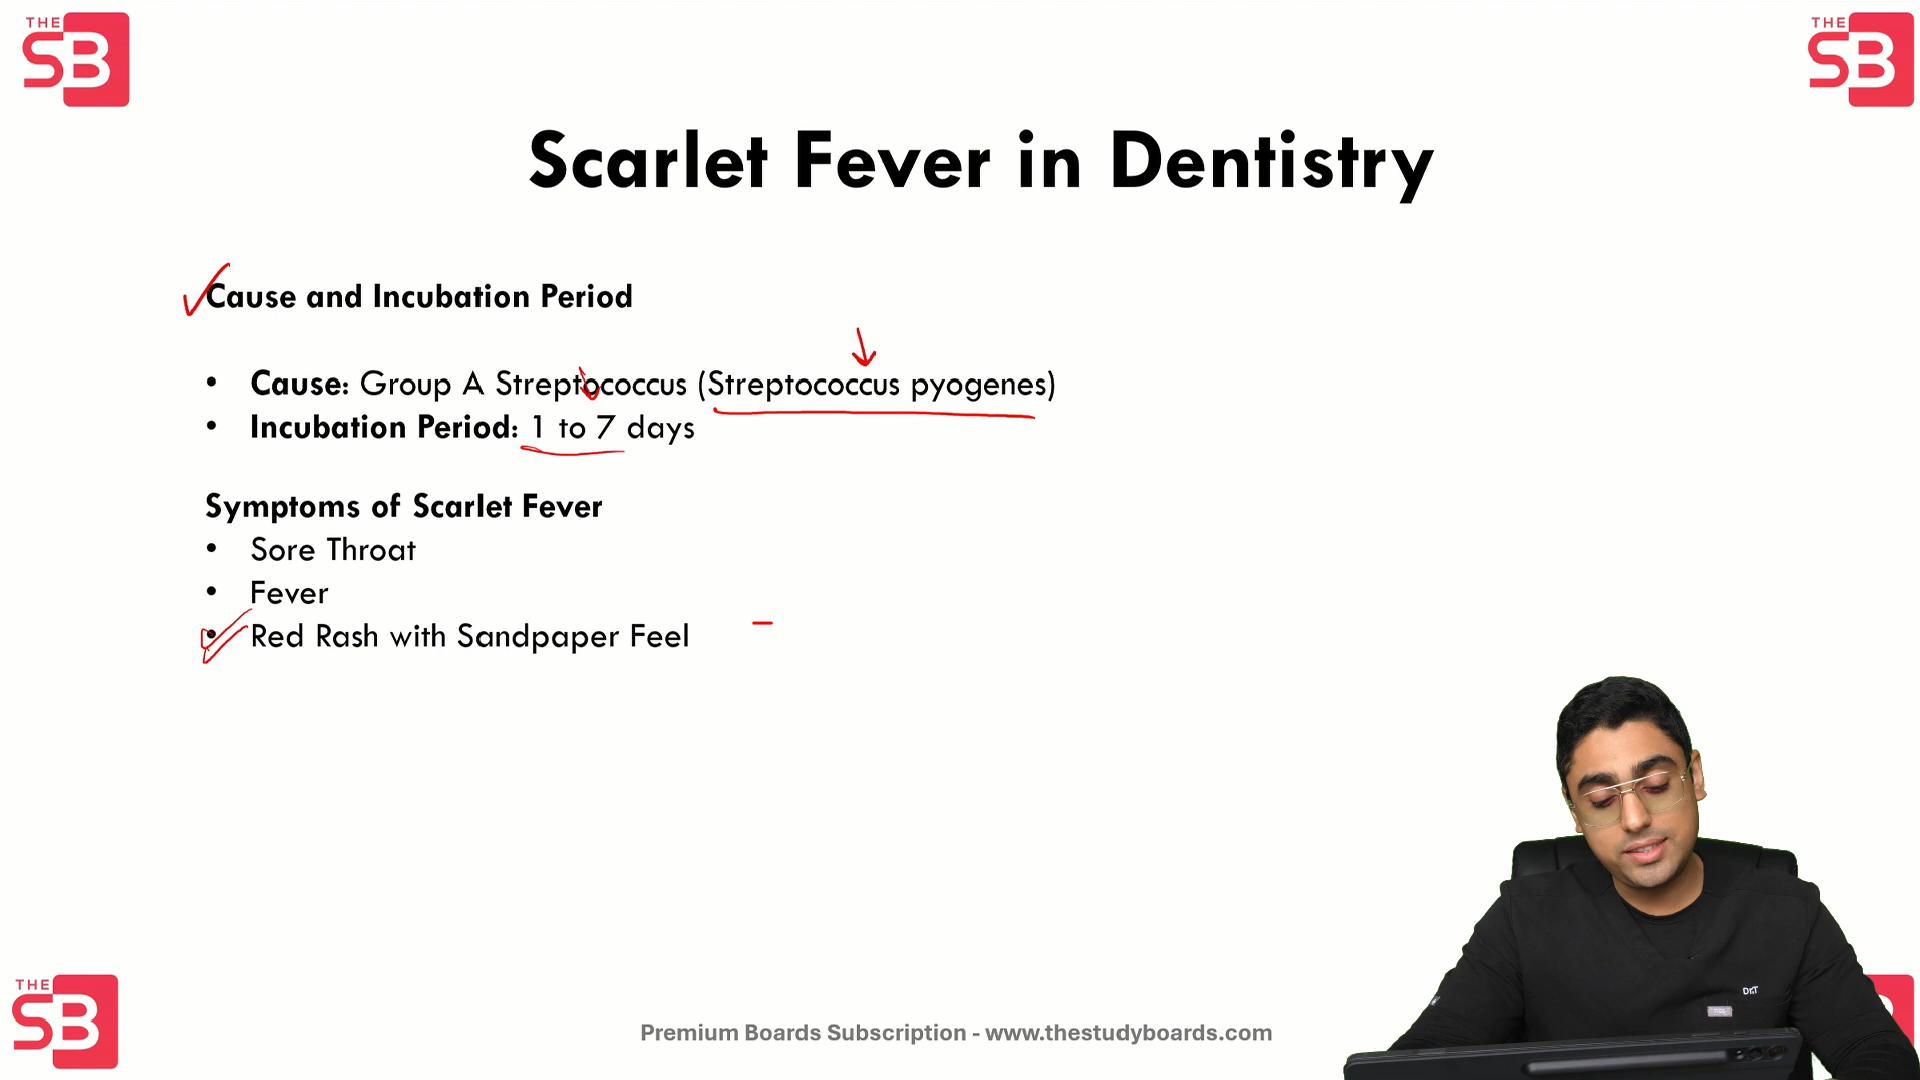 THE
SB
THE
SB
Scarlet Fever in Dentistry
Cause and Incubation Period
• Cause: Group A Streptococcus (Streptococcus pyogenes)
• Incubation Period: 1 to 7 days
Symptoms of Scarlet Fever
• Sore Throat
• Fever
• Red Rash with Sandpaper Feel
THE
SB
Premium Boards Subscription - www.thestudyboards.com